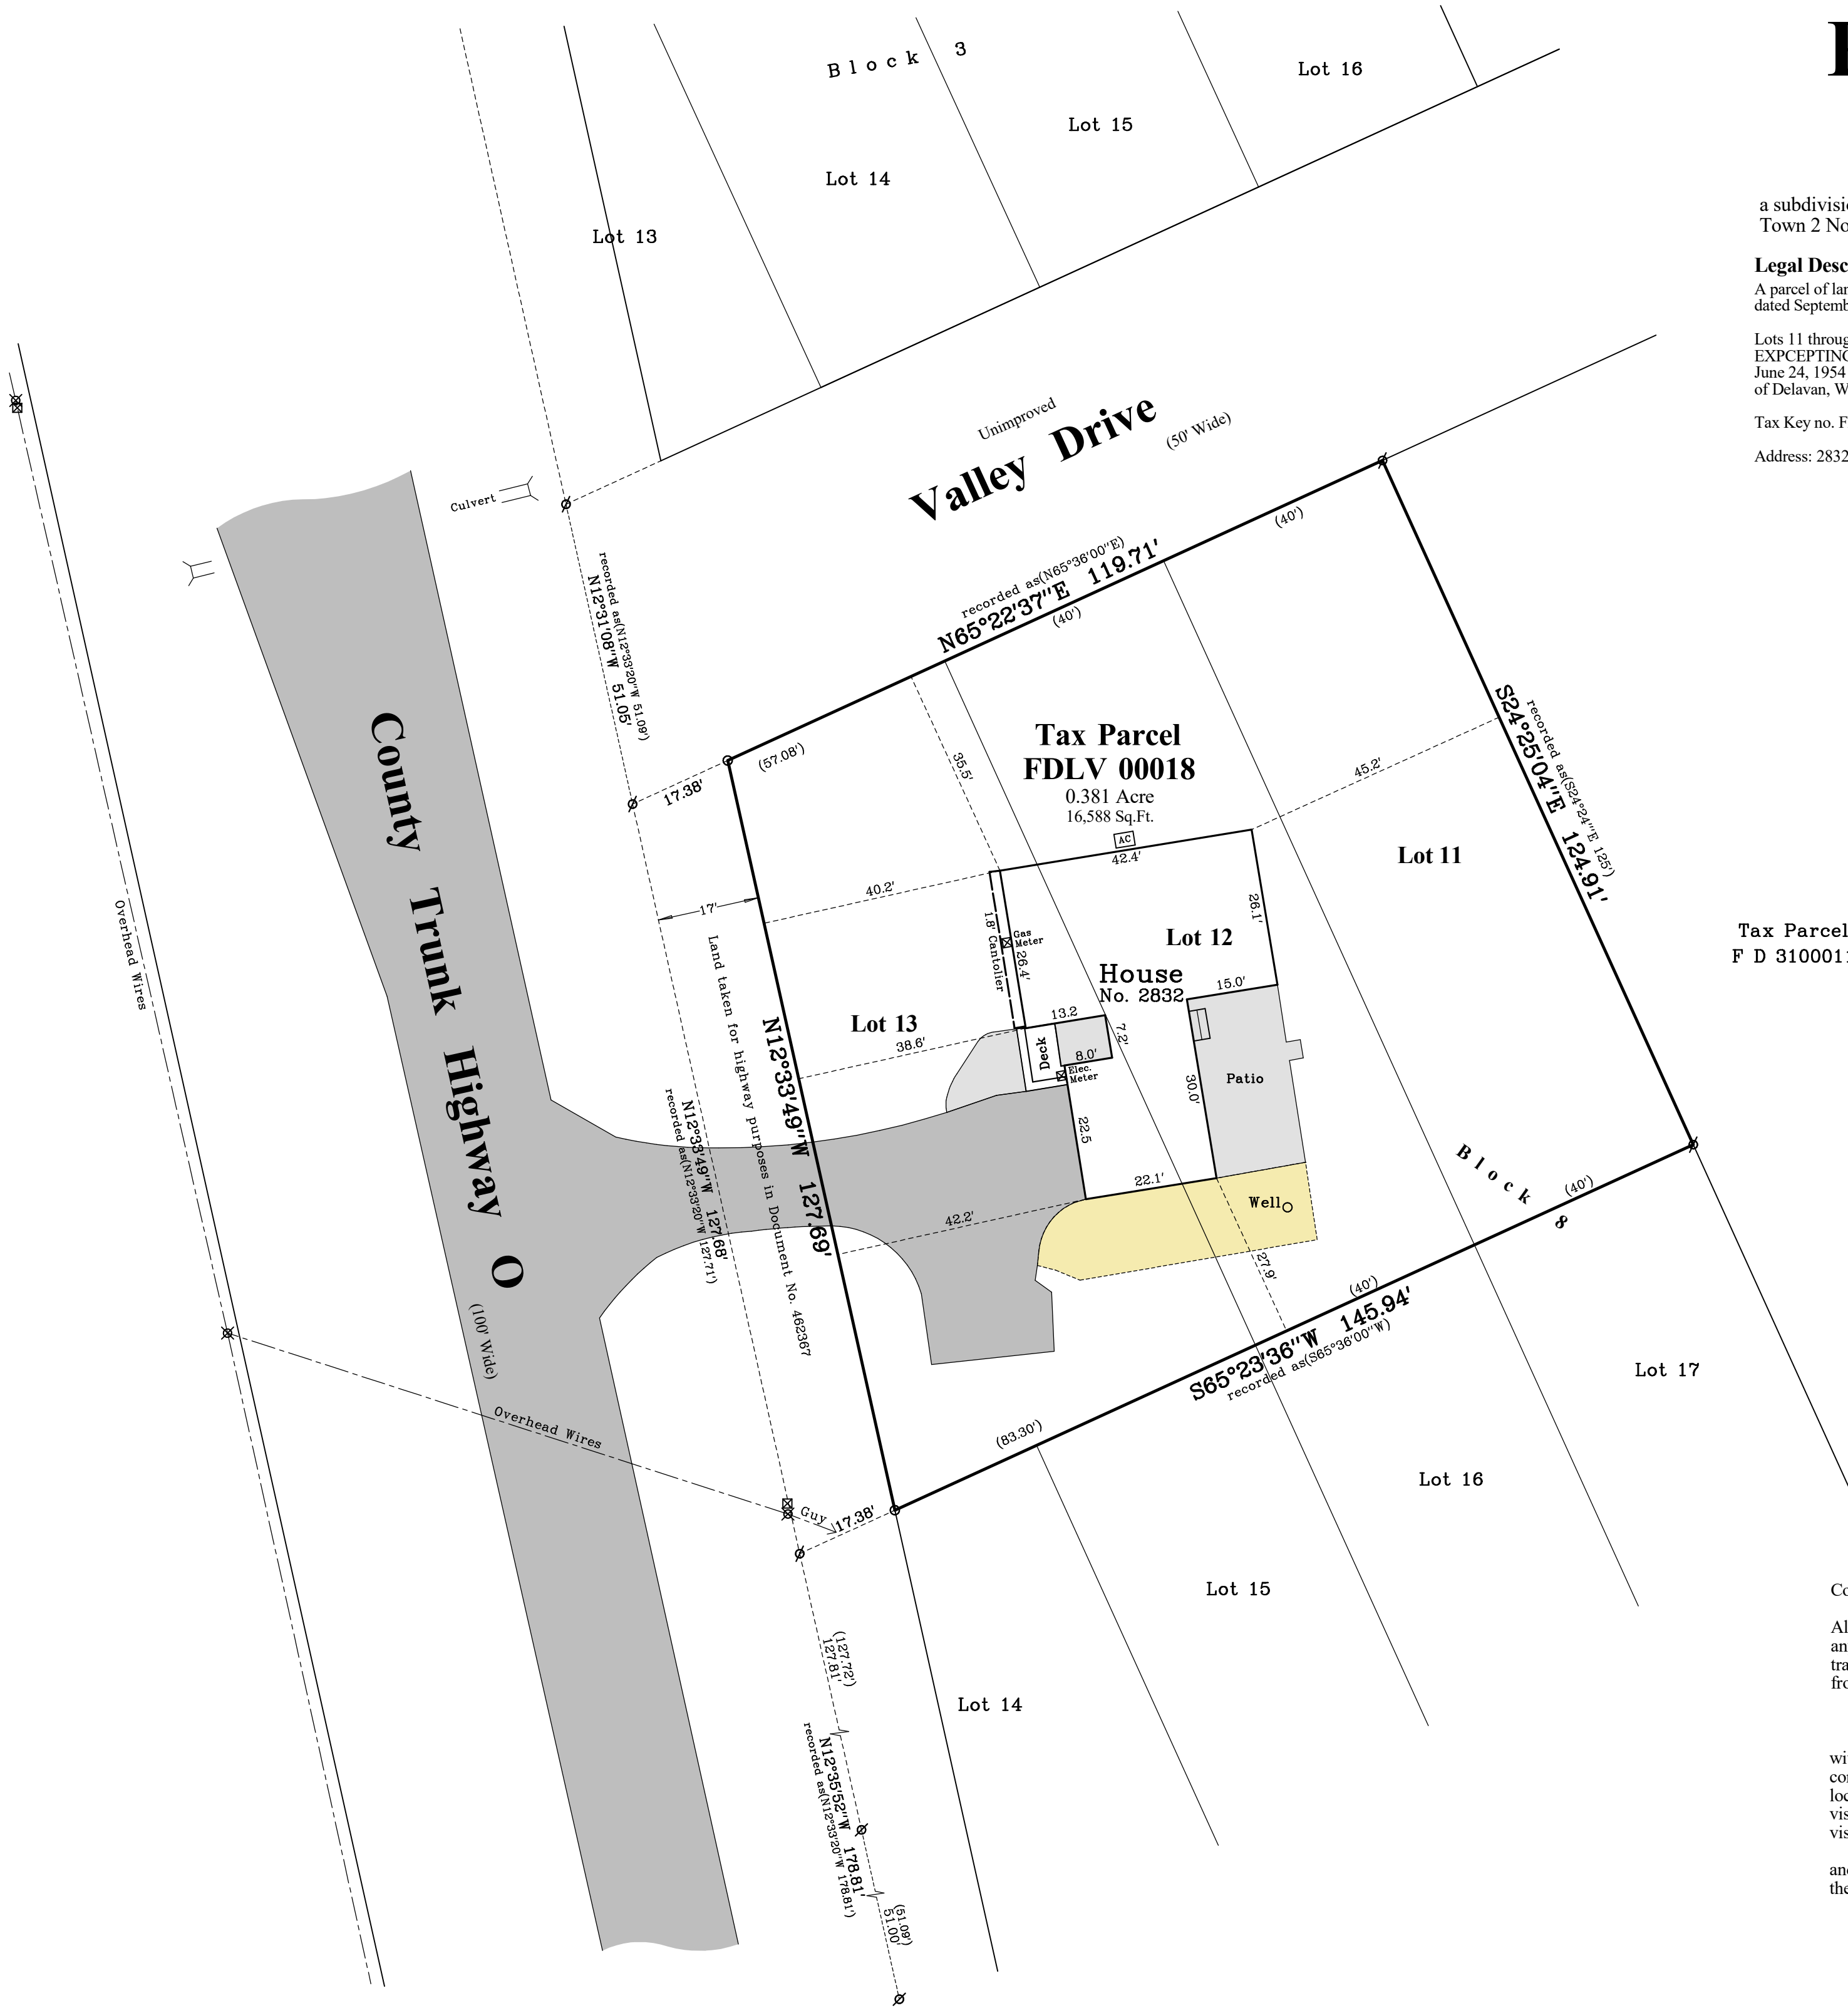 Block 3
Lot 16
Lot 15
Lot 14
Lot 13
a
Town 2
Legal
A parcel of
dated
Lots 11
EXPCEPTING
June 24, 1954
of Delavan,
Tax Key no.
Address: 2832
Unimproved
Valley Drive
(50' Wide)
Culvert
recorded as(N12°33'20"W 51.09')
N12°31'08"W 51.05'
recorded as(N65°36'00"E)
N65°22'37"E 119.71'
(40')
(40')
(57.08')
17.38'
County Trunk Highway O
(100' Wide)
Overhead Wires
Tax Parcel
FDLV 00018
0.381 Acre
16,588 Sq.Ft.
AC
42.4'
35.5'
45.2'
recorded as(S24°24'"E 125')
S24°25'04"E 124.91'
Lot 11
40.2'
17'
1.8' Cantolier
Gas
Meter
26.4'
26.1'
Lot 12
House
No. 2832
15.0'
Tax Parcel
F D 310001
Lot 13
38.6'
13.2
7.2'
Deck
8.0'
Elec.
Meter
30.0'
Patio
22.5
22.1'
Well
42.2'
27.9'
Block 8
(40')
(40')
N12°33'49"W 127.69'
Land taken for highway purposes in Document No. 462367
N12°33'49"W 127.68'
recorded as(N12°33'20"W 127.71')
S65°23'36"W 145.94'
recorded as(S65°36'00"W)
(83.30')
Overhead Wires
Guy
17.38'
Lot 17
Lot 16
Lot 15
Lot 14
(127.72')
127.81'
N12°35'52"W 178.81'
recorded as(N12°33'20"W 178.81')
(51.09')
51.00'